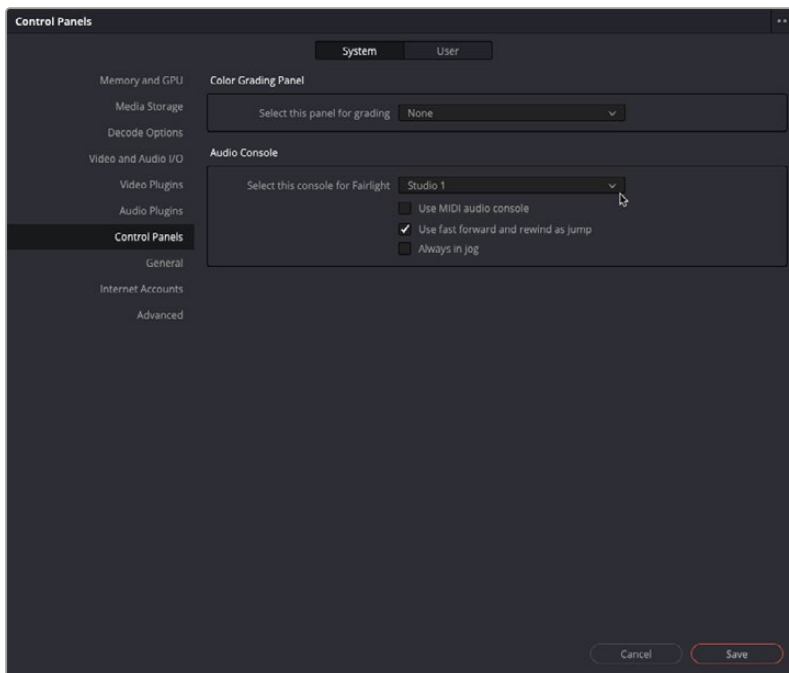 Control Panels
System User
Memory and GPU
Media Storage
Decode Options
Video and Audio I/O
Video Plugins
Audio Plugins
Control Panels
General
Internet Accounts
Advanced
Color Grading Panel
Select this panel for grading None
Audio Console
Select this console for Fairlight Studio 1
Use MIDI audio console
Use fast forward and rewind as jump
Always in jog
Cancel Save